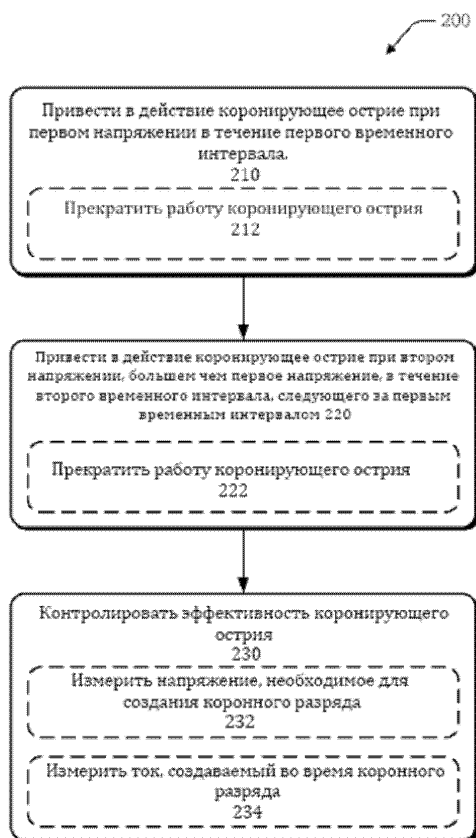 200
Привести в действие коронирующее острие при
первом напряжении в течение первого временного
интервала.
210
Прекратить работу коронирующего острия
212
Привести в действие коронирующее острие при втором
напряжении, большем чем первое напряжение, в течение
второго временного интервала, следующего за первым
временным интервалом 220
Прекратить работу коронирующего острия
222
Контролировать эффективность коронирующего
острия
230
Измерить напряжение, необходимое для
создания коронного разряда
232
Измерить ток, создаваемый во время коронного
разряда
234